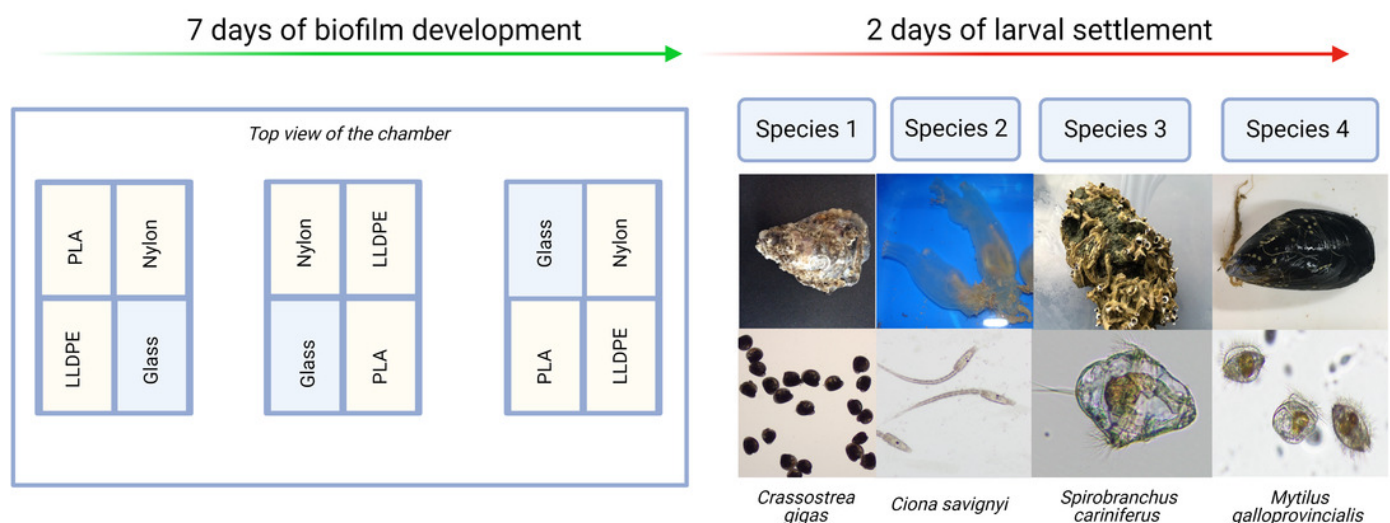 7 days of biofilm development
2 days of larval settlement
Top view of the chamber
PLA
Nylon
LLDPE
Glass
Nylon
LLDPE
Glass
PLA
Glass
Nylon
PLA
LLDPE
Species 1
Species 2
Species 3
Species 4
Crassostrea
gigas
Ciona savignyi
Spirobranchus
cariniferus
Mytilus
galloprovincialis